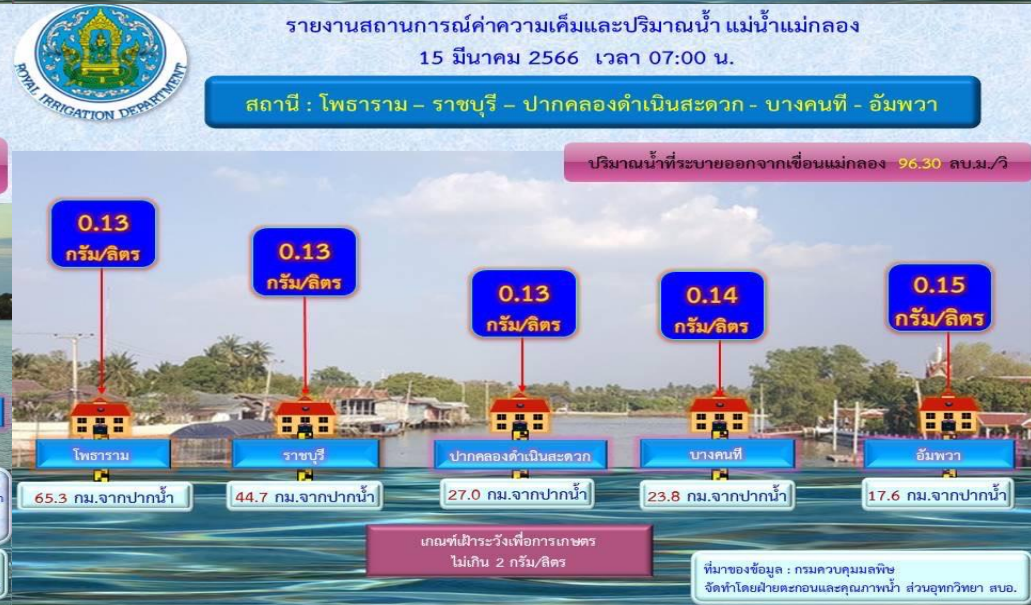 ROYAL IRRIGATION DEPARTMENT
รายงานสถานการณ์ค่าความเค็มและปริมาณน้ำ แม่น้ำแม่กลอง
15 มีนาคม 2566 เวลา 07:00 น.
สถานี : โพธาราม – ราชบุรี – ปากคลองดำเนินสะดวก - บางคนที - อัมพวา
ปริมาณน้ำที่ระบายออกจากเขื่อนแม่กลอง 96.30 ลบ.ม./วิ
0.13
กรัม/ลิตร
0.13
กรัม/ลิตร
0.13
กรัม/ลิตร
0.14
กรัม/ลิตร
0.15
กรัม/ลิตร
โพธาราม
ราชบุรี
ปากคลองดำเนินสะดวก
บางคนที
อัมพวา
65.3 กม.จากปากน้ำ
44.7 กม.จากปากน้ำ
27.0 กม.จากปากน้ำ
23.8 กม.จากปากน้ำ
17.6 กม.จากปากน้ำ
เกณฑ์เฝ้าระวังเพื่อการเกษตร
ไม่เกิน 2 กรัม/ลิตร
ที่มาของข้อมูล : กรมควบคุมมลพิษ
จัดทำโดยฝ่ายตะกอนและคุณภาพน้ำ ส่วนอุทกวิทยา สบอ.